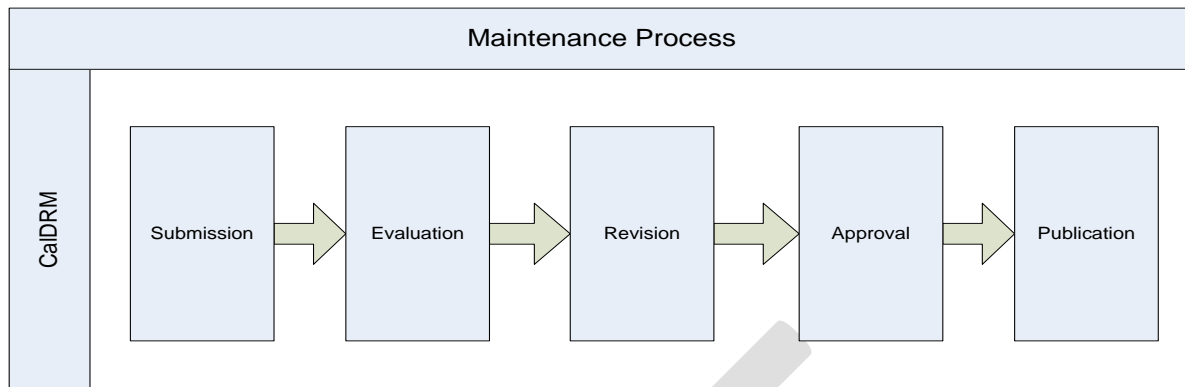 Maintenance Process
CalDRM
Submission
Evaluation
Revision
Approval
Publication